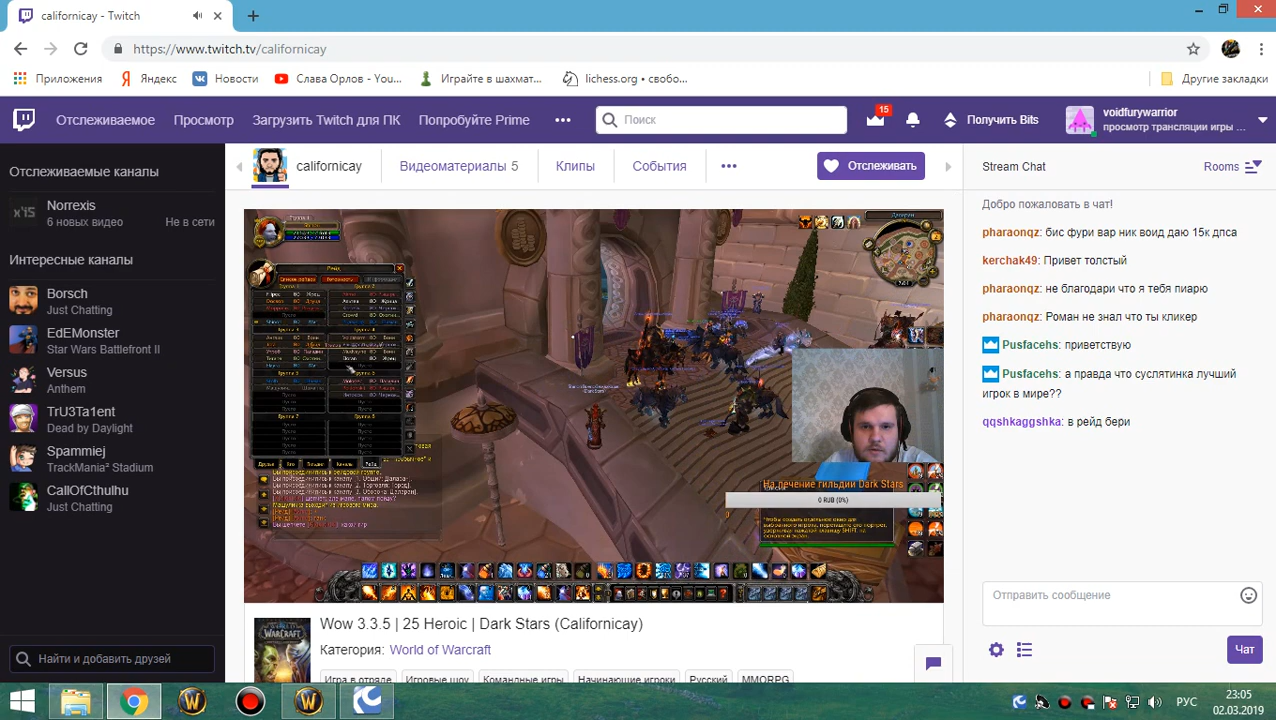 californicay - Twitch
https://www.twitch.tv/californicay
Приложения
Яндекс
Новости
Слава Орлов - You...
Играйте в шахмат...
lichess.org • свобо...
Другие закладки
Отслеживаемое
Просмотр
Загрузить Twitch для ПК
Попробуйте Prime
Поиск
15
Получить Bits
voidfurywarrior
просмотр трансляции игры ...
Отслеживаемые каналы
Norrexis
6 новых видео
Не в сети
Интересные каналы
Borsch
Just Chatting
EdEMonster
Star Wars Battlefront II
Versus
Anthem
TrU3Ta1ent
Dead by Daylight
Spammiej
TrackMania² Stadium
CallOfCthulhu
Just Chatting
Найти и добавить друзей
californicay
Видеоматериалы 5
Клипы
События
Отслеживать
На лечение гильдии Dark Stars
0 RUB (0%)
Wow 3.3.5 | 25 Heroic | Dark Stars (Californicay)
Категория: World of Warcraft
Игра в отряде
Игровые шоу
Командные игры
Начинающие игроки
Русский
MMORPG
Stream Chat
Rooms
Добро пожаловать в чат!
pharaonqz: бис фури вар ник воид даю 15к дпса
kerchak49: Привет толстый
pharaonqz: не благодари что я тебя пиарю
pharaonqz: Роман не знал что ты кликер
Pusfacehs: приветствую
Pusfacehs: а правда что суслятинка лучший
игрок в мире??
qqshkaggshka: в рейд бери
Отправить сообщение
Чат
РУС
23:05
02.03.2019